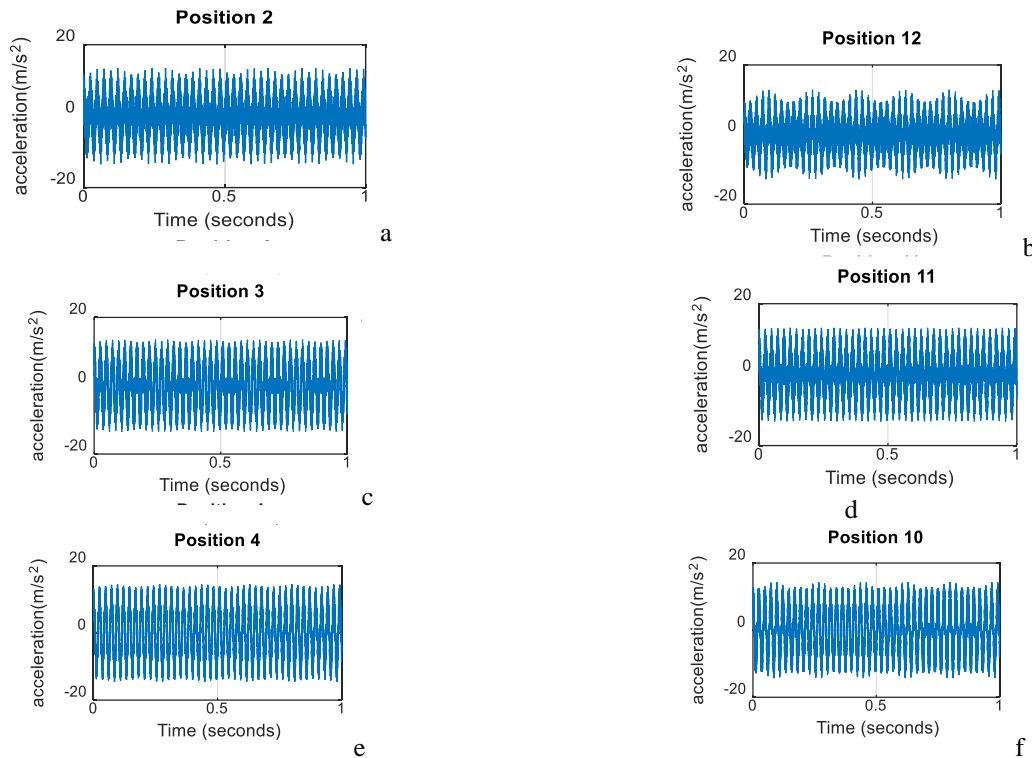 Position 2
20
0
-20
acceleration(m/s²)
0 0.5 1
Time (seconds)
a
Position 12
20
0
-20
acceleration(m/s²)
0 0.5 1
Time (seconds)
b
Position 3
20
0
-20
acceleration(m/s²)
0 0.5 1
Time (seconds)
c
Position 11
20
0
-20
acceleration(m/s²)
0 0.5 1
Time (seconds)
d
Position 4
20
0
-20
acceleration(m/s²)
0 0.5 1
Time (seconds)
e
Position 10
20
0
-20
acceleration(m/s²)
0 0.5 1
Time (seconds)
f